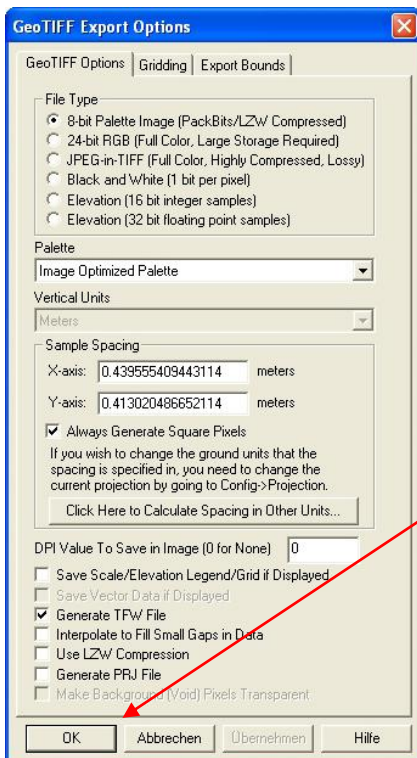 GeoTIFF Export Options
GeoTIFF Options Gridding Export Bounds
File Type
8-bit Palette Image (PackBits/LZW Compressed)
24-bit RGB (Full Color, Large Storage Required)
JPEG-in-TIFF (Full Color, Highly Compressed, Lossy)
Black and White (1 bit per pixel)
Elevation (16 bit integer samples)
Elevation (32 bit floating point samples)
Palette
Image Optimized Palette
Vertical Units
Meters
Sample Spacing
X-axis: 0.439555409443114 meters
Y-axis: 0.413020486652114 meters
Always Generate Square Pixels
If you wish to change the ground units that the
spacing is specified in, you need to change the
current projection by going to Config->Projection.
Click Here to Calculate Spacing in Other Units...
DPI Value To Save in Image (0 for None) 0
Save Scale/Elevation Legend/Grid if Displayed
Save Vector Data if Displayed
Generate TFW File
Interpolate to Fill Small Gaps in Data
Use LZW Compression
Generate PRJ File
Make Background (Void) Pixels Transparent
OK Abbrechen Übernehmen Hilfe